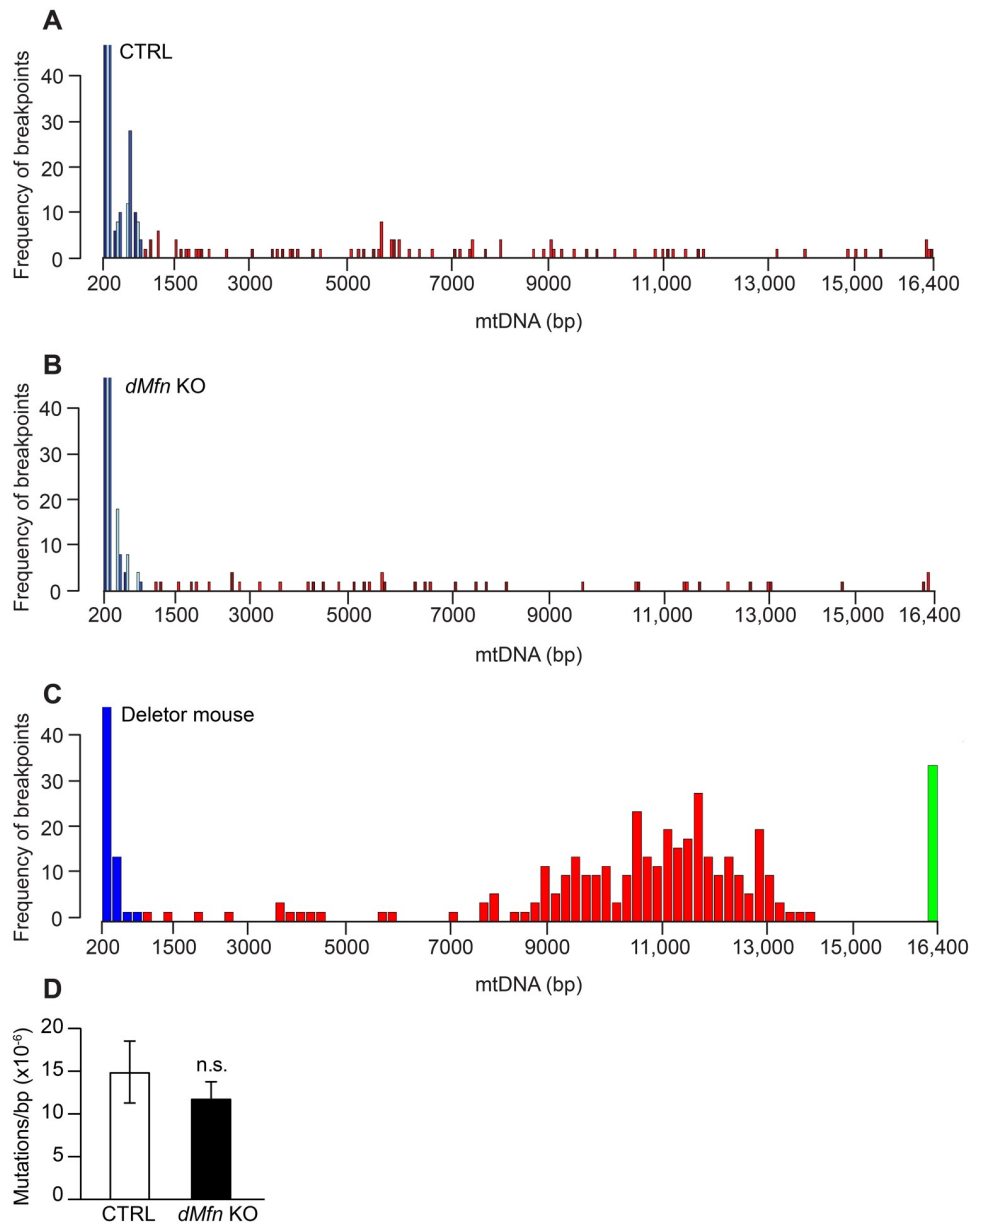 A
CTRL
Frequency of breakpoints
40
30
20
10
0
200 1500 3000 5000 7000 9000 11,000 13,000 15,000 16,400
mtDNA (bp)
B
dMfn KO
Frequency of breakpoints
40
30
20
10
0
200 1500 3000 5000 7000 9000 11,000 13,000 15,000 16,400
mtDNA (bp)
C
Deletor mouse
Frequency of breakpoints
40
30
20
10
0
200 1500 3000 5000 7000 9000 11,000 13,000 15,000 16,400
mtDNA (bp)
D
Mutations/bp (x10⁻⁶)
20
15
10
5
0
n.s.
CTRL dMfn KO